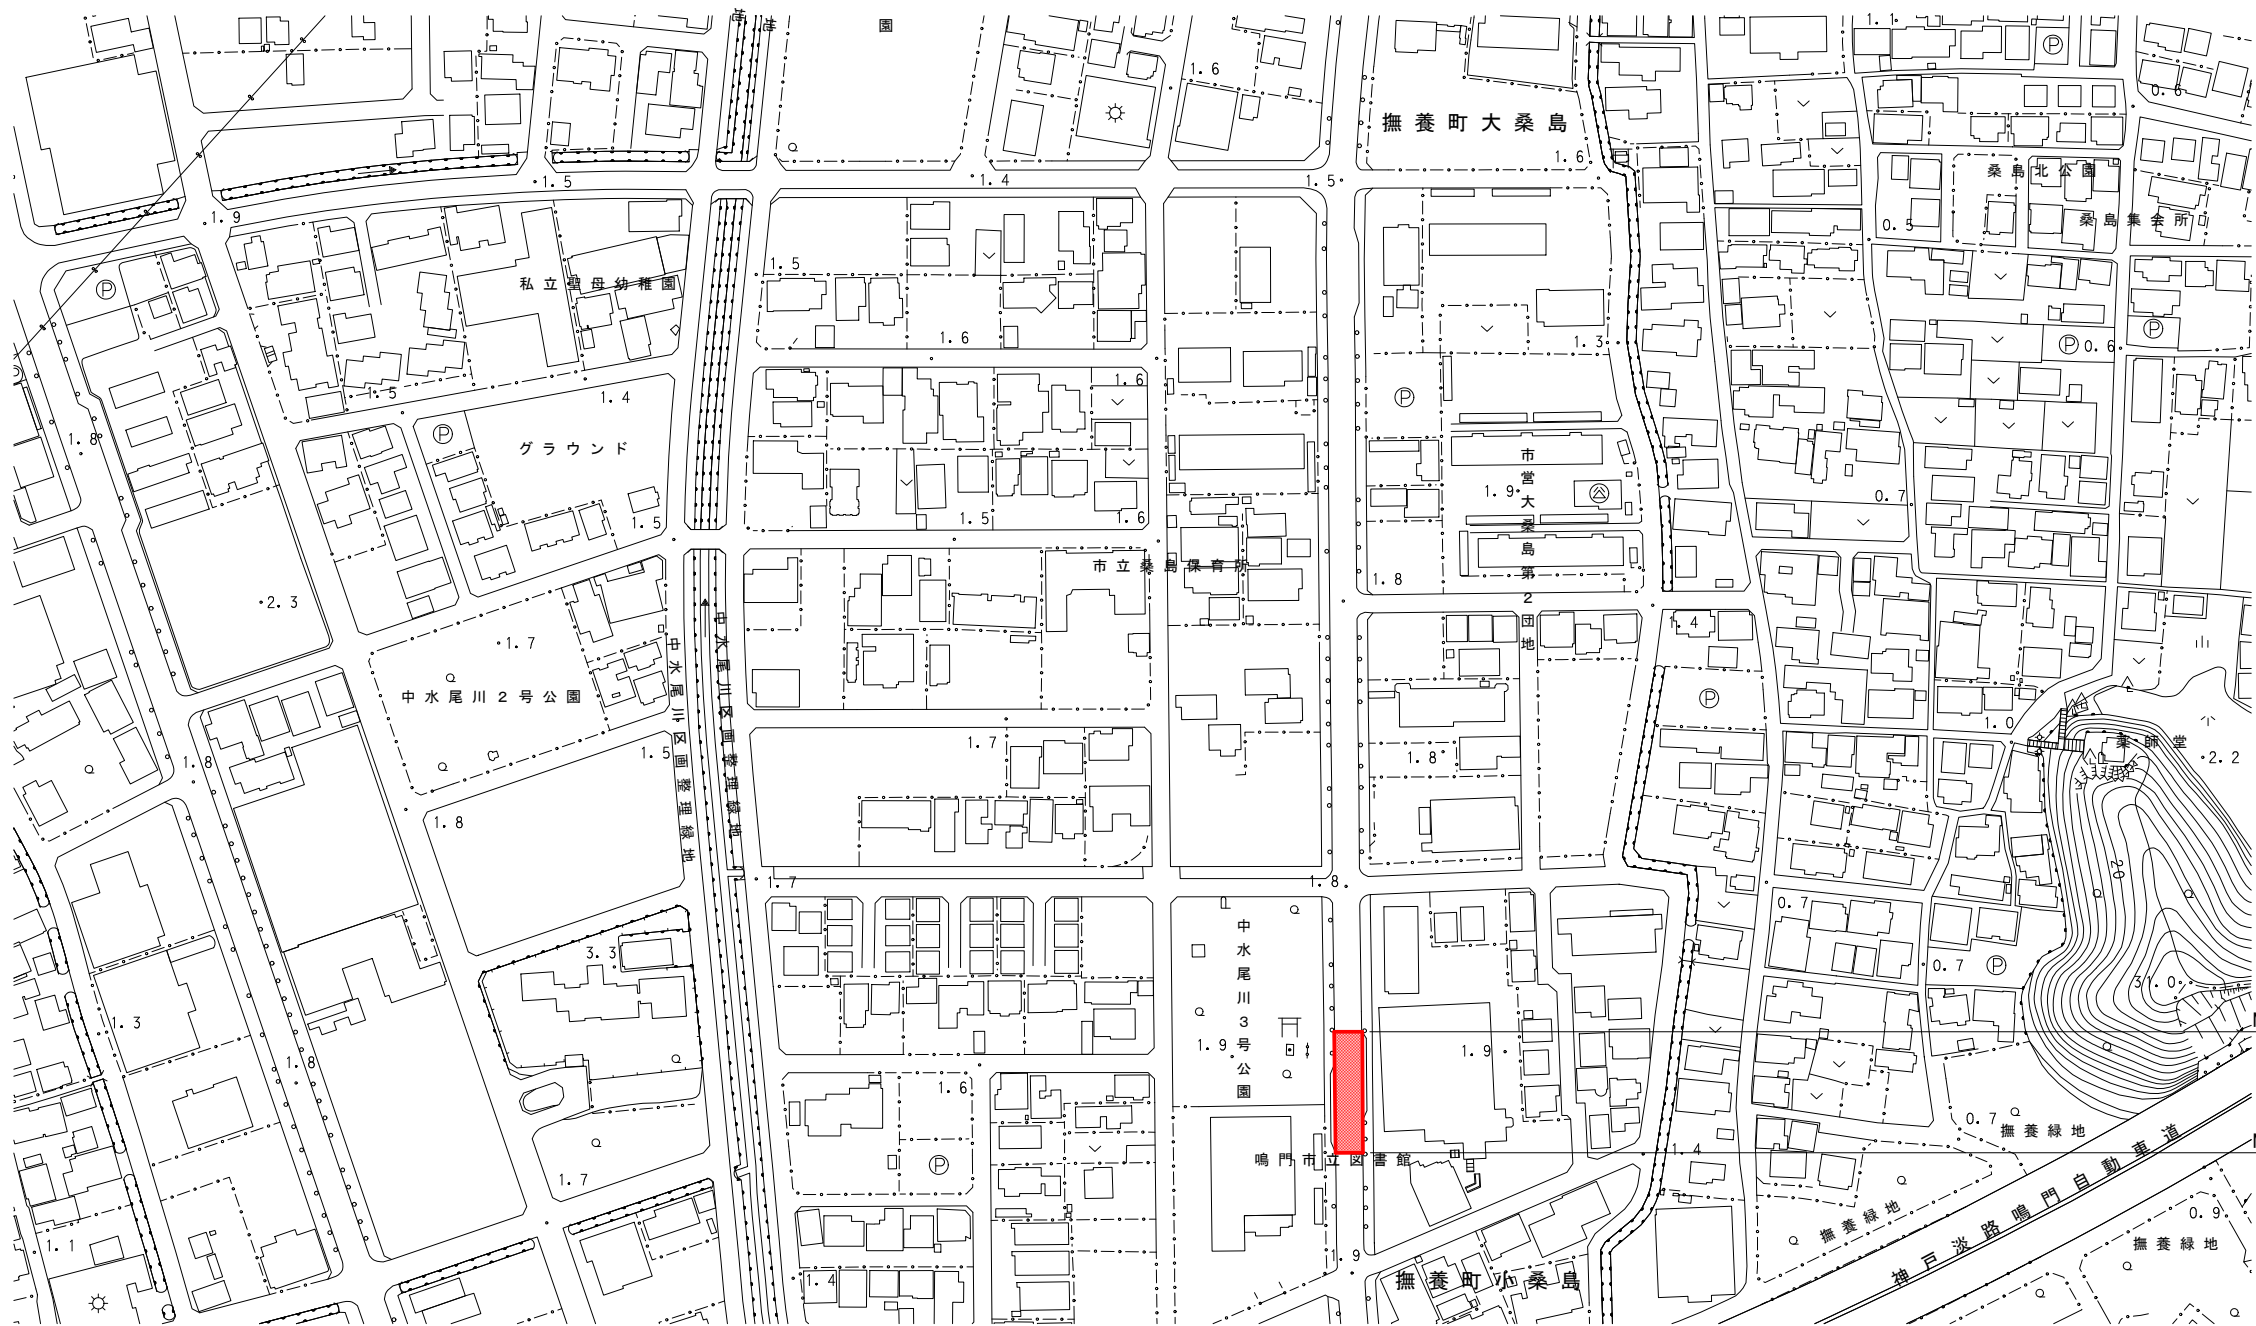 園
1.1
1.6
0.6
撫養町大桑島
1.6
1.5
1.4
1.5
桑島北公園
1.9
桑島集会所
0.5
1.5
私立聖母幼稚園
1.6
1.3
0.6
1.5
1.4
1.6
1.8
グラウンド
市営大桑島第2団地
1.9
0.7
1.5
1.5
1.6
市立桑島保育所
1.8
2.3
1.7
1.4
中水尾川区画整理緑地
中水尾川区画整理緑地
中水尾川2号公園
1.0
1.7
1.5
1.8
1.8
薬師堂
2.2
1.8
20
1.7
1.8
0.7
中水尾川3号公園
3.3
0.7
31.0
1.3
1.9
1.9
1.8
1.6
0.7
撫養緑地
1.4
鳴門市立図書館
1.7
神戸淡路鳴門自動車道
撫養緑地
0.9
撫養緑地
1.1
1.9
1.4
撫養町小桑島